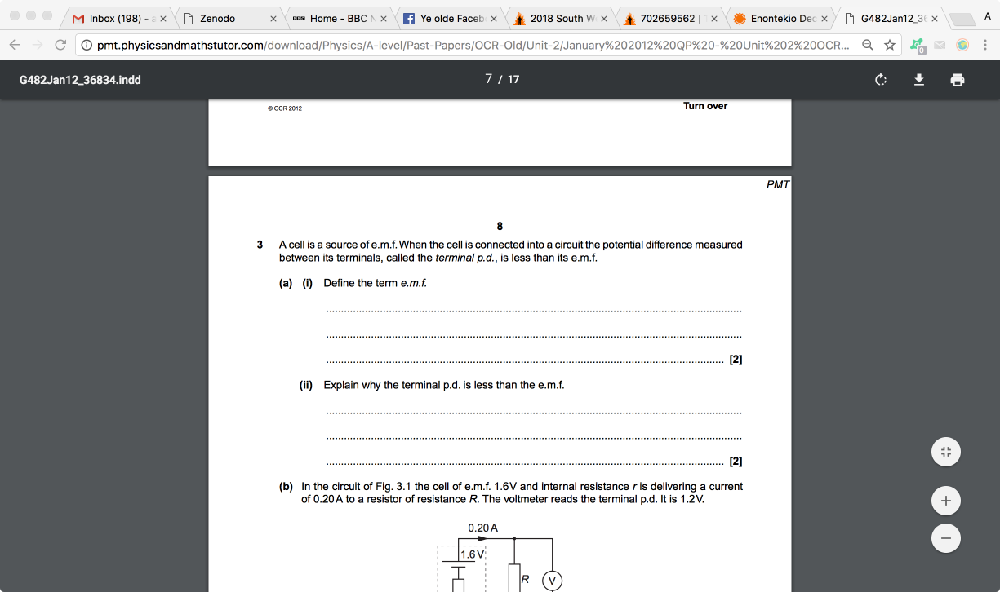 Inbox (198) - a
Zenodo
Home - BBC N
Ye olde Faceb
2018 South W
702659562 | T
Enontekio Dec
G482Jan12_36
A
pmt.physicsandmathstutor.com/download/Physics/A-level/Past-Papers/OCR-Old/Unit-2/January%202012%20QP%20-%20Unit%202%20OCR...
0
G482Jan12_36834.indd
7 / 17
© OCR 2012
Turn over
PMT
8
3 A cell is a source of e.m.f. When the cell is connected into a circuit the potential difference measured
between its terminals, called the terminal p.d., is less than its e.m.f.
(a) (i) Define the term e.m.f.
[2]
(ii) Explain why the terminal p.d. is less than the e.m.f.
[2]
(b) In the circuit of Fig. 3.1 the cell of e.m.f. 1.6V and internal resistance r is delivering a current
of 0.20A to a resistor of resistance R. The voltmeter reads the terminal p.d. It is 1.2V.
0.20A
1.6V
R
V